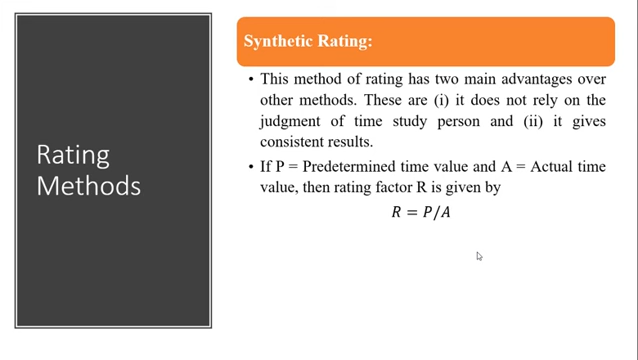 Rating
Methods
Synthetic Rating:
• This method of rating has two main advantages over
other methods. These are (i) it does not rely on the
judgment of time study person and (ii) it gives
consistent results.
• If P = Predetermined time value and A = Actual time
value, then rating factor R is given by
R = P/A